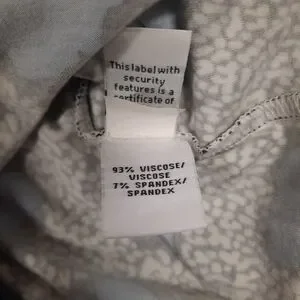 This label with
security
features is a
certificate of
93% VISCOSE/
VISCOSE
7% SPANDEX/
SPANDEX